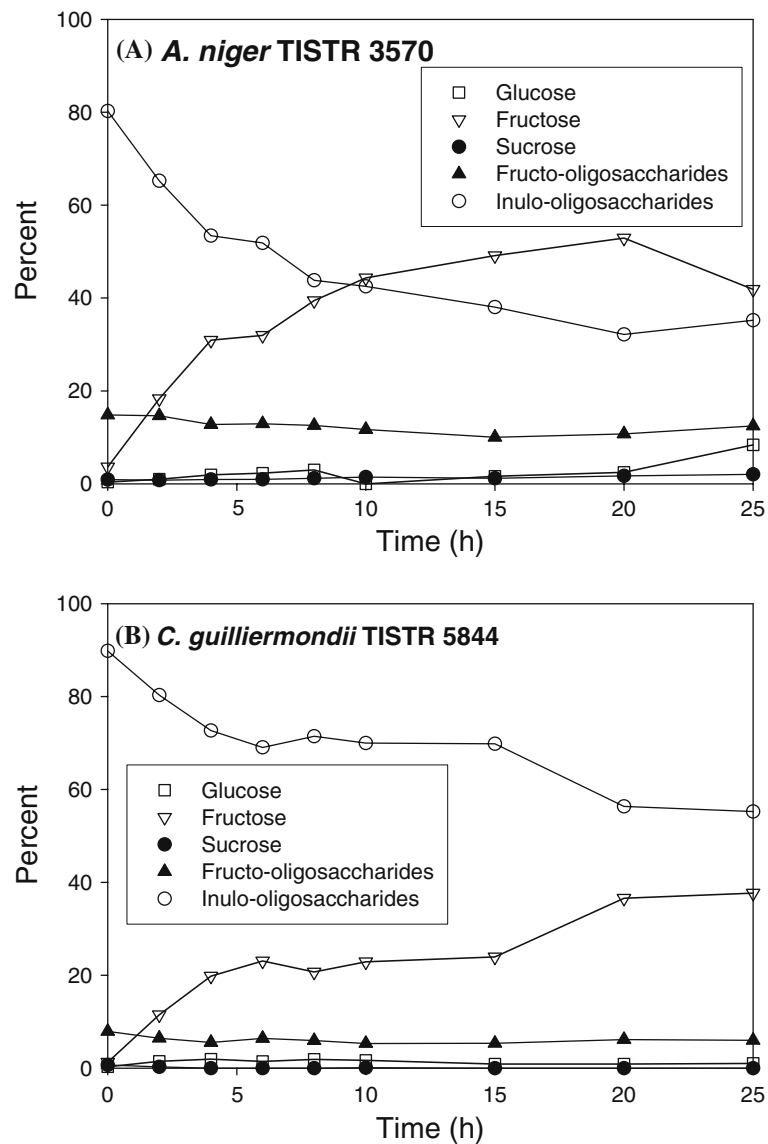 100
(A) A. niger TISTR 3570
Glucose
Fructose
Sucrose
Fructo-oligosaccharides
Inulo-oligosaccharides
80
60
40
20
0
Percent
0 5 10 15 20 25
Time (h)
100
(B) C. guilliermondii TISTR 5844
80
60
40
20
0
Glucose
Fructose
Sucrose
Fructo-oligosaccharides
Inulo-oligosaccharides
Percent
0 5 10 15 20 25
Time (h)